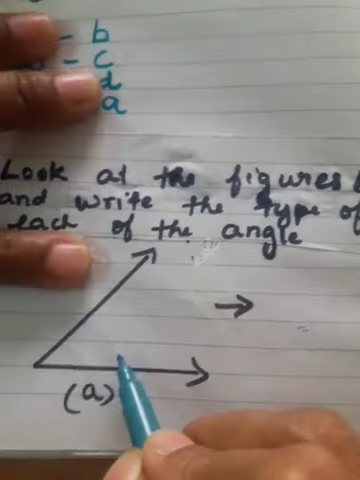 - b
- c
d
a
Look at the figures
and write the type of
each of the angle
(a)